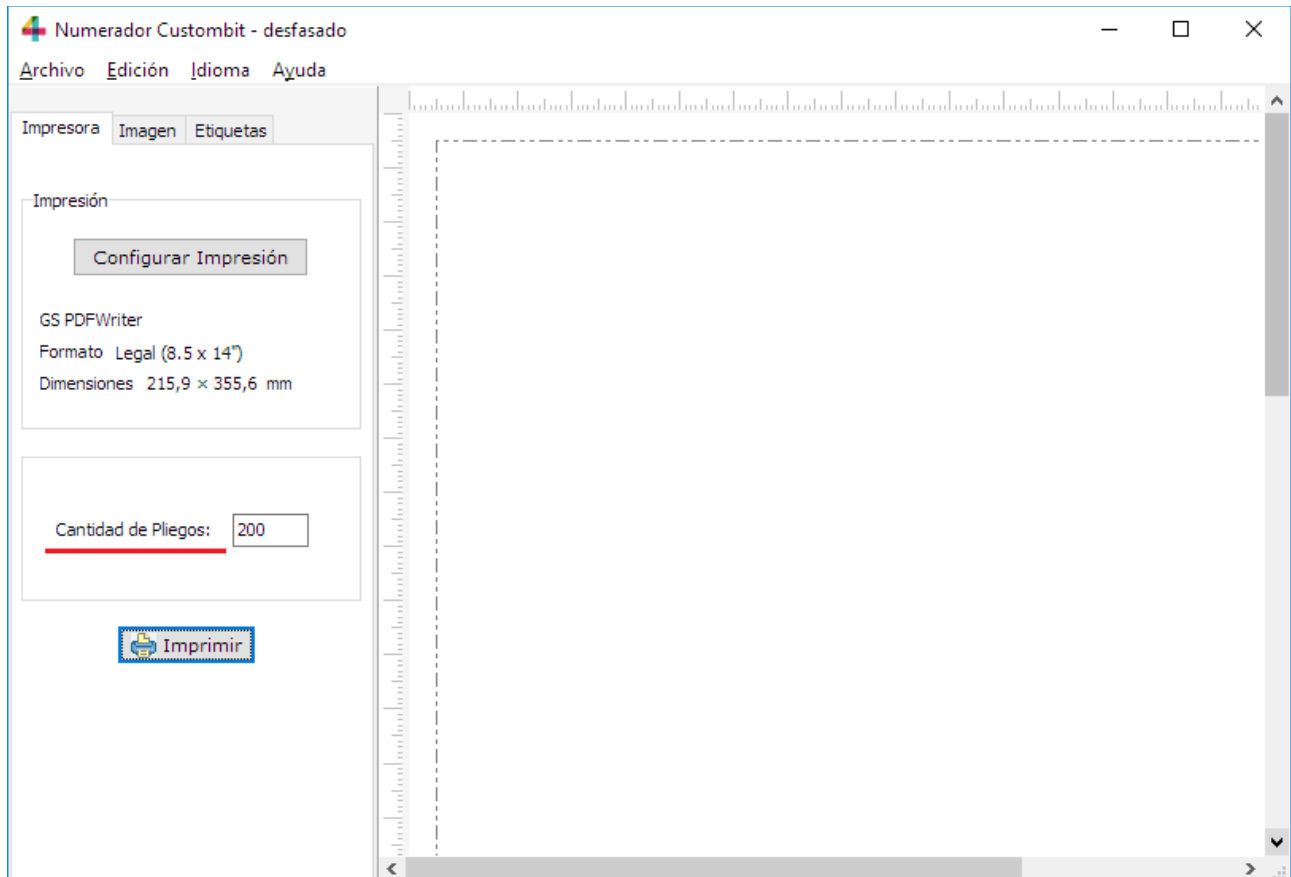 Numerador Custombit - desfasado
Archivo Edición Idioma Ayuda
Impresora Imagen Etiquetas
Impresión
Configurar Impresión
GS PDFWriter
Formato Legal (8.5 x 14")
Dimensiones 215,9 × 355,6 mm
Cantidad de Pliegos: 200
Imprimir